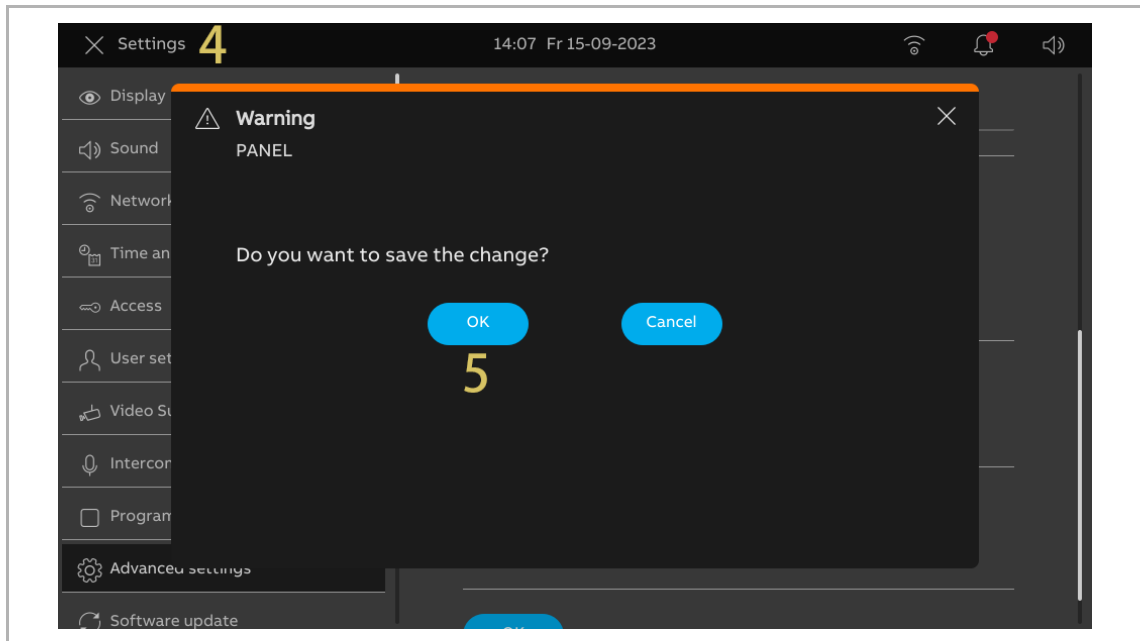 Settings 4 14:07 Fr 15-09-2023
Display
Warning
Sound
PANEL
Network
Time an
Do you want to save the change?
Access
OK Cancel
User set
5
Video Su
Intercon
Program
Advanced settings
Software update
OK